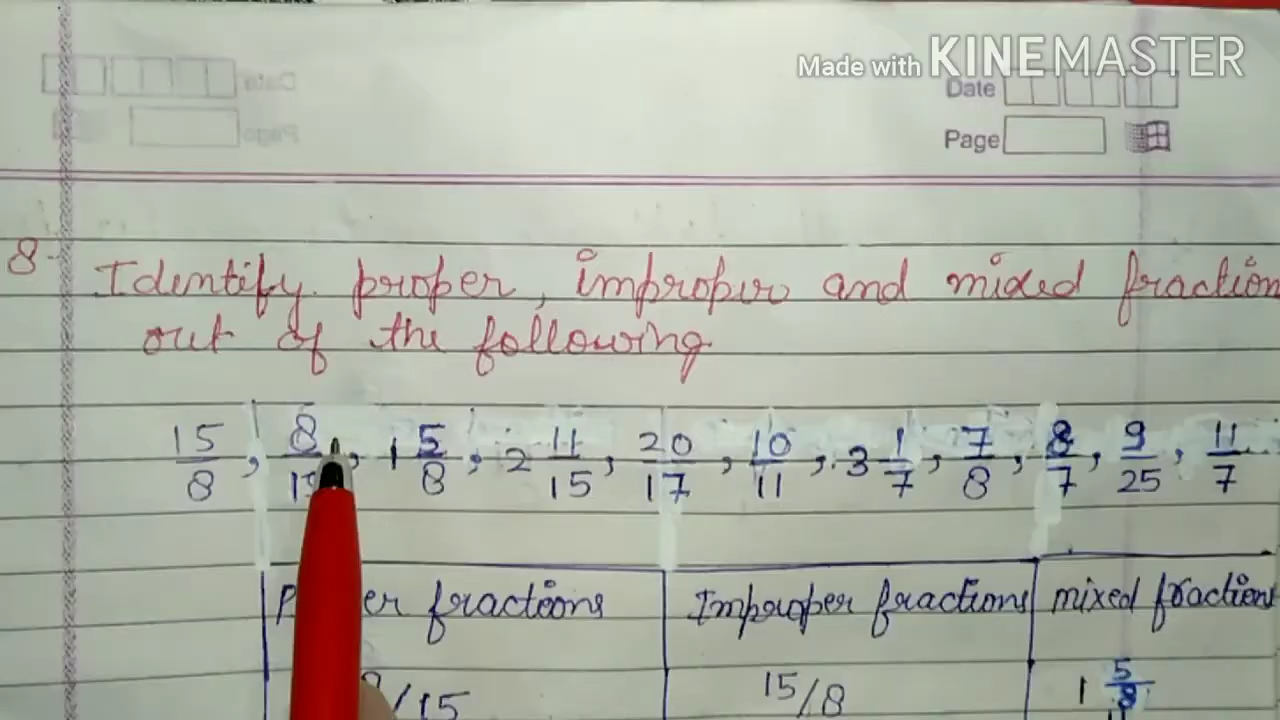 Made with KINEMASTER
Date
Page
8. Identify proper, improper and mixed fraction
out of the following
15/8, 8/15, 1 5/8, 2 11/15, 20/17, 10/11, 3 1/7, 7/8, 8/7, 9/25, 11/7
fractions Improper fractions mixed fractions
/15 15/8 1 5/8